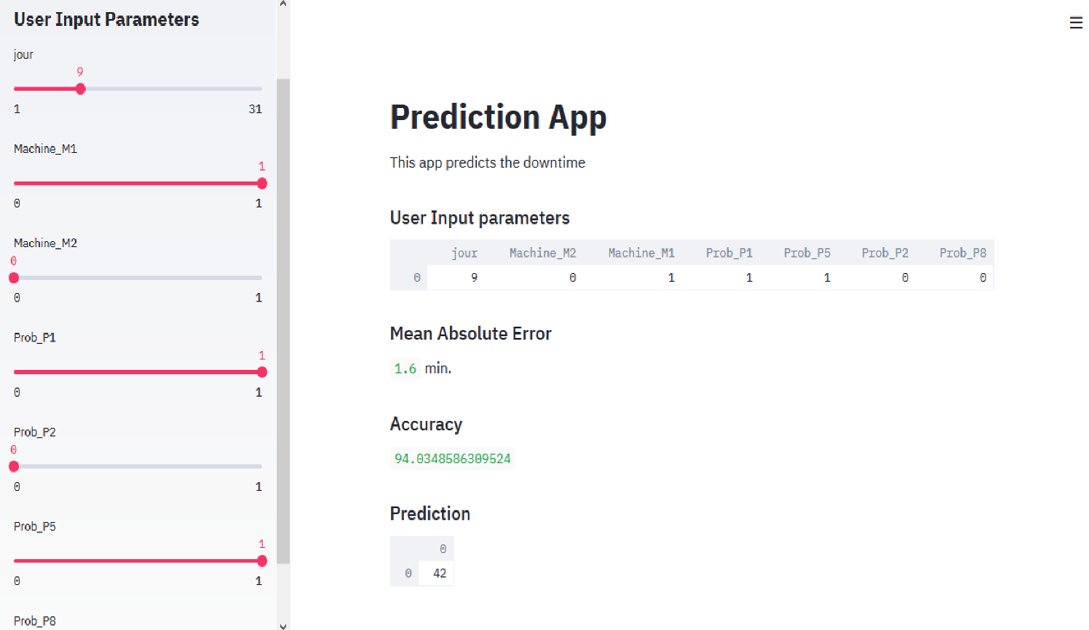 User Input Parameters
jour
9
1 31
Machine_M1
1
0 1
Machine_M2
0
0 1
Prob_P1
1
0 1
Prob_P2
0
0 1
Prob_P5
1
0 1
Prob_P8
Prediction App
This app predicts the downtime
User Input parameters
jour Machine_M2 Machine_M1 Prob_P1 Prob_P5 Prob_P2 Prob_P8
0 9 0 1 1 1 0 0
Mean Absolute Error
1.6 min.
Accuracy
94.0348586309524
Prediction
0
0 42